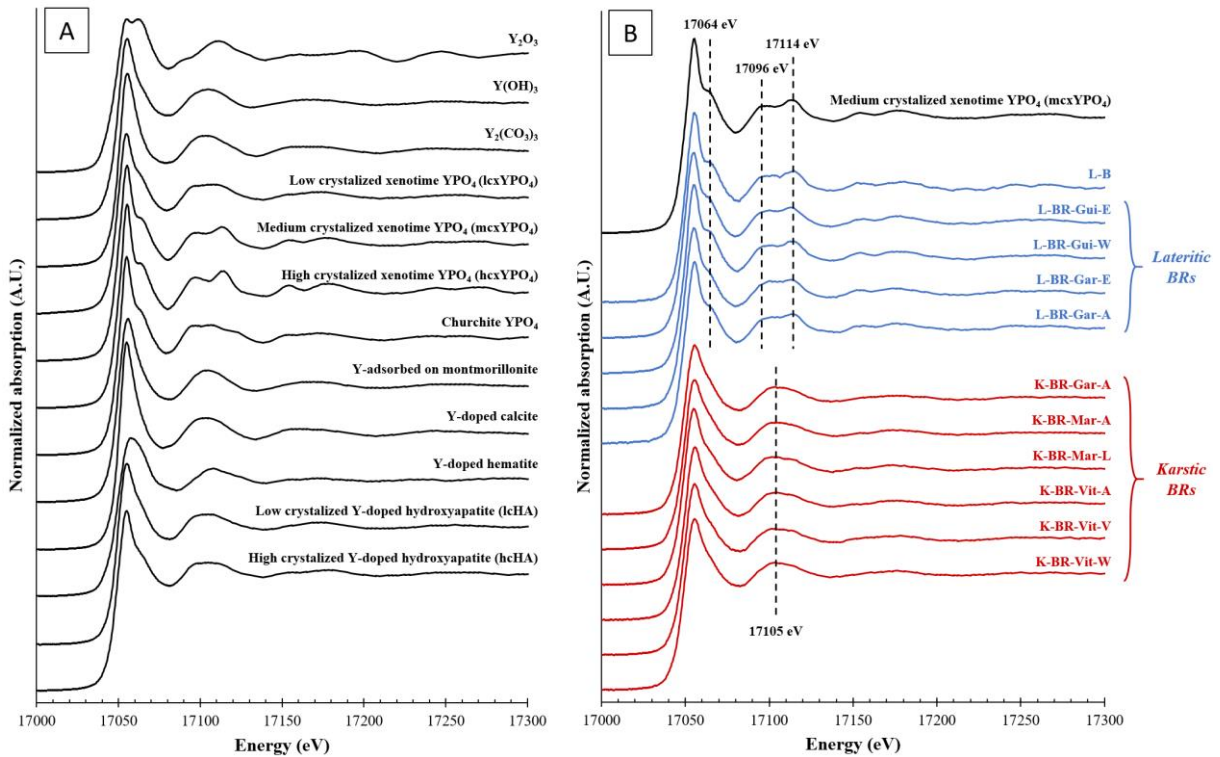 A
Y₂O₃
Y(OH)₃
Y₂(CO₃)₃
Low crystalized xenotime YPO₄ (lcxYPO₄)
Medium crystalized xenotime YPO₄ (mcxYPO₄)
High crystalized xenotime YPO₄ (hcxYPO₄)
Churchite YPO₄
Y-adsorbed on montmorillonite
Y-doped calcite
Y-doped hematite
Low crystalized Y-doped hydroxyapatite (lcHA)
High crystalized Y-doped hydroxyapatite (hcHA)
Normalized absorption (A.U.)
17000 17050 17100 17150 17200 17250 17300
Energy (eV)
B
17064 eV
17096 eV
17114 eV
Medium crystalized xenotime YPO₄ (mcxYPO₄)
L-B
L-BR-Gui-E
L-BR-Gui-W
L-BR-Gar-E
L-BR-Gar-A
Lateritic
BRs
K-BR-Gar-A
K-BR-Mar-A
K-BR-Mar-L
K-BR-Vit-A
K-BR-Vit-V
K-BR-Vit-W
Karstic
BRs
17105 eV
Normalized absorption (A.U.)
17000 17050 17100 17150 17200 17250 17300
Energy (eV)